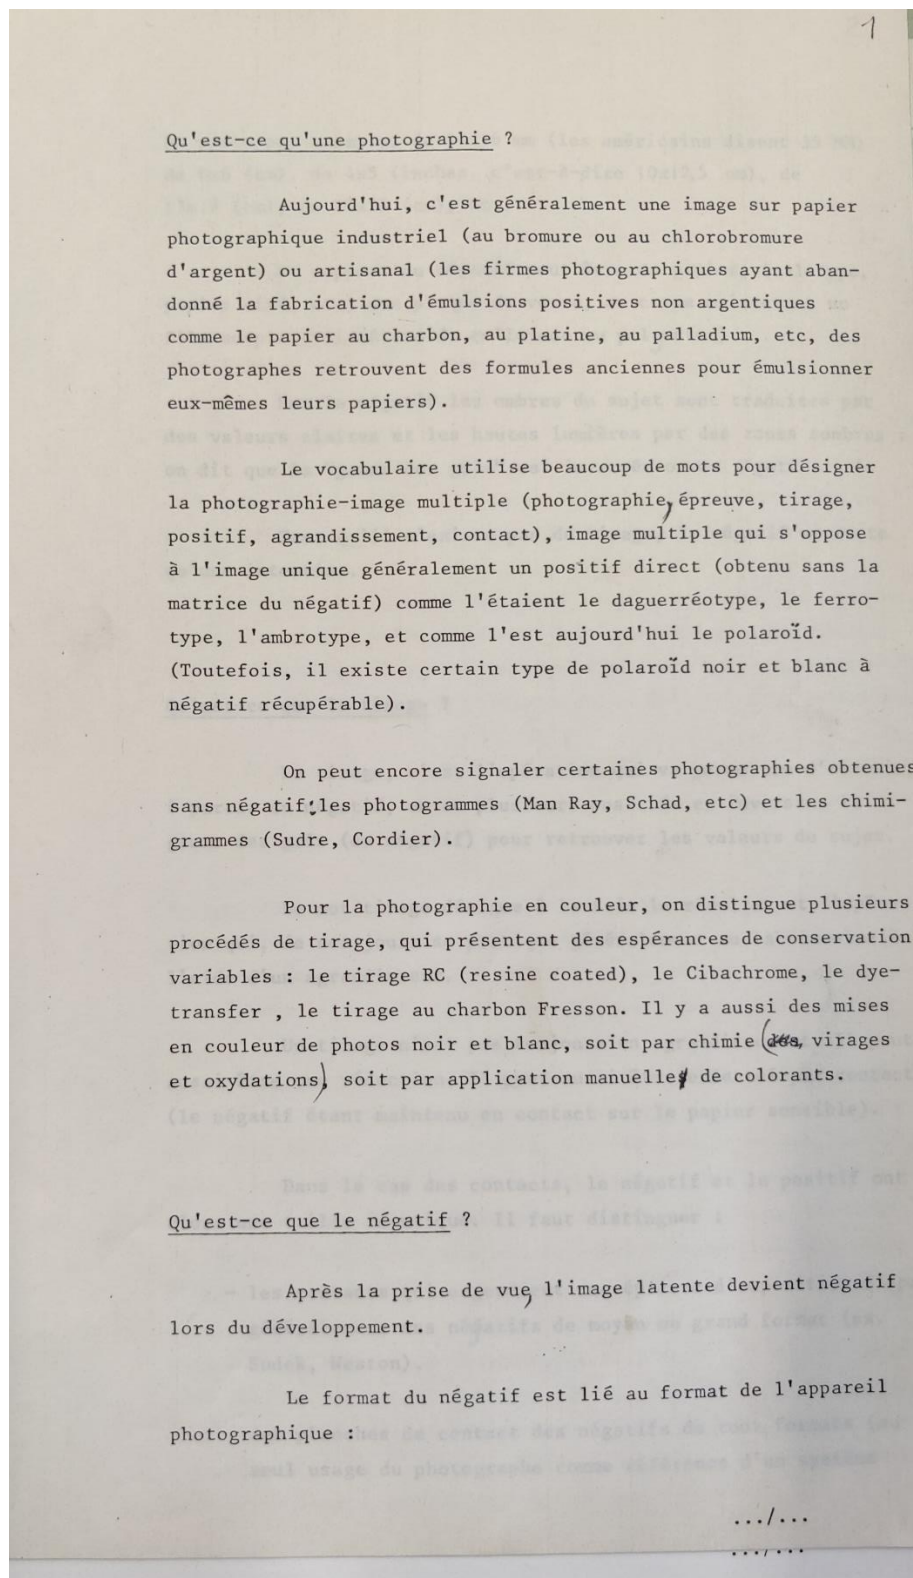 1
Qu'est-ce qu'une photographie ?
Aujourd'hui, c'est généralement une image sur papier
photographique industriel (au bromure ou au chlorobromure
d'argent) ou artisanal (les firmes photographiques ayant aban-
donné la fabrication d'émulsions positives non argentiques
comme le papier au charbon, au platine, au palladium, etc, des
photographes retrouvent des formules anciennes pour émulsionner
eux-mêmes leurs papiers).
Le vocabulaire utilise beaucoup de mots pour désigner
la photographie-image multiple (photographie, épreuve, tirage,
positif, agrandissement, contact), image multiple qui s'oppose
à l'image unique généralement un positif direct (obtenu sans la
matrice du négatif) comme l'étaient le daguerréotype, le ferro-
type, l'ambrotype, et comme l'est aujourd'hui le polaroïd.
(Toutefois, il existe certain type de polaroïd noir et blanc à
négatif récupérable).
On peut encore signaler certaines photographies obtenues
sans négatif:les photogrammes (Man Ray, Schad, etc) et les chimi-
grammes (Sudre, Cordier).
Pour la photographie en couleur, on distingue plusieurs
procédés de tirage, qui présentent des espérances de conservation
variables : le tirage RC (resine coated), le Cibachrome, le dye-
transfer , le tirage au charbon Fresson. Il y a aussi des mises
en couleur de photos noir et blanc, soit par chimie ( virages
et oxydations), soit par application manuelle de colorants.
Qu'est-ce que le négatif ?
Après la prise de vue, l'image latente devient négatif
lors du développement.
Le format du négatif est lié au format de l'appareil
photographique :
.../...
.../...